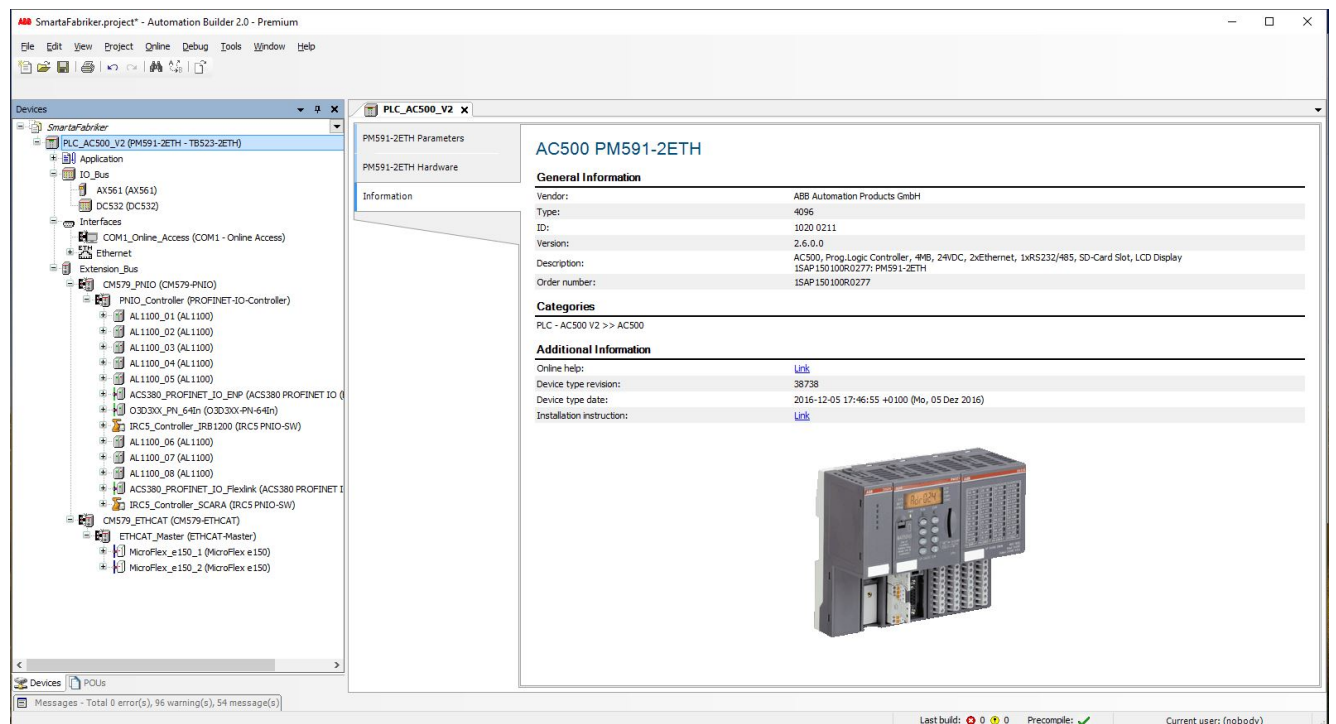 ABB SmartaFabriker.project* - Automation Builder 2.0 - Premium
File Edit View Project Online Debug Tools Window Help
Devices
SmartaFabriker
PLC_AC500_V2 (PM591-2ETH - TB523-2ETH)
Application
IO_Bus
AX561 (AX561)
DC532 (DC532)
Interfaces
COM1_Online_Access (COM1 - Online Access)
ETH Ethernet
Extension_Bus
CM579_PNIO (CM579-PNIO)
PNIO_Controller (PROFINET-IO-Controller)
AL1100_01 (AL1100)
AL1100_02 (AL1100)
AL1100_03 (AL1100)
AL1100_04 (AL1100)
AL1100_05 (AL1100)
ACS380_PROFINET_IO_ENP (ACS380 PROFINET IO (
O3D3XX_PN_64In (O3D3XX-PN-64In)
IRC5_Controller_IRB1200 (IRC5 PNIO-SW)
AL1100_06 (AL1100)
AL1100_07 (AL1100)
AL1100_08 (AL1100)
ACS380_PROFINET_IO_Flexlink (ACS380 PROFINET I
IRC5_Controller_SCARA (IRC5 PNIO-SW)
CM579_ETHCAT (CM579-ETHCAT)
ETHCAT_Master (ETHCAT-Master)
MicroFlex_e150_1 (MicroFlex e150)
MicroFlex_e150_2 (MicroFlex e150)
Devices POUs
Messages - Total 0 error(s), 96 warning(s), 54 message(s)
PLC_AC500_V2
PM591-2ETH Parameters
PM591-2ETH Hardware
Information
AC500 PM591-2ETH
General Information
Vendor: ABB Automation Products GmbH
Type: 4096
ID: 1020 0211
Version: 2.6.0.0
Description: AC500, Prog.Logic Controller, 4MB, 24VDC, 2xEthernet, 1xRS232/485, SD-Card Slot, LCD Display
1SAP150100R0277: PM591-2ETH
Order number: 1SAP150100R0277
Categories
PLC - AC500 V2 >> AC500
Additional Information
Online help: Link
Device type revision: 38738
Device type date: 2016-12-05 17:46:55 +0100 (Mo, 05 Dez 2016)
Installation instruction: Link
Last build: 0 0 Precompile: Current user: (nobody)